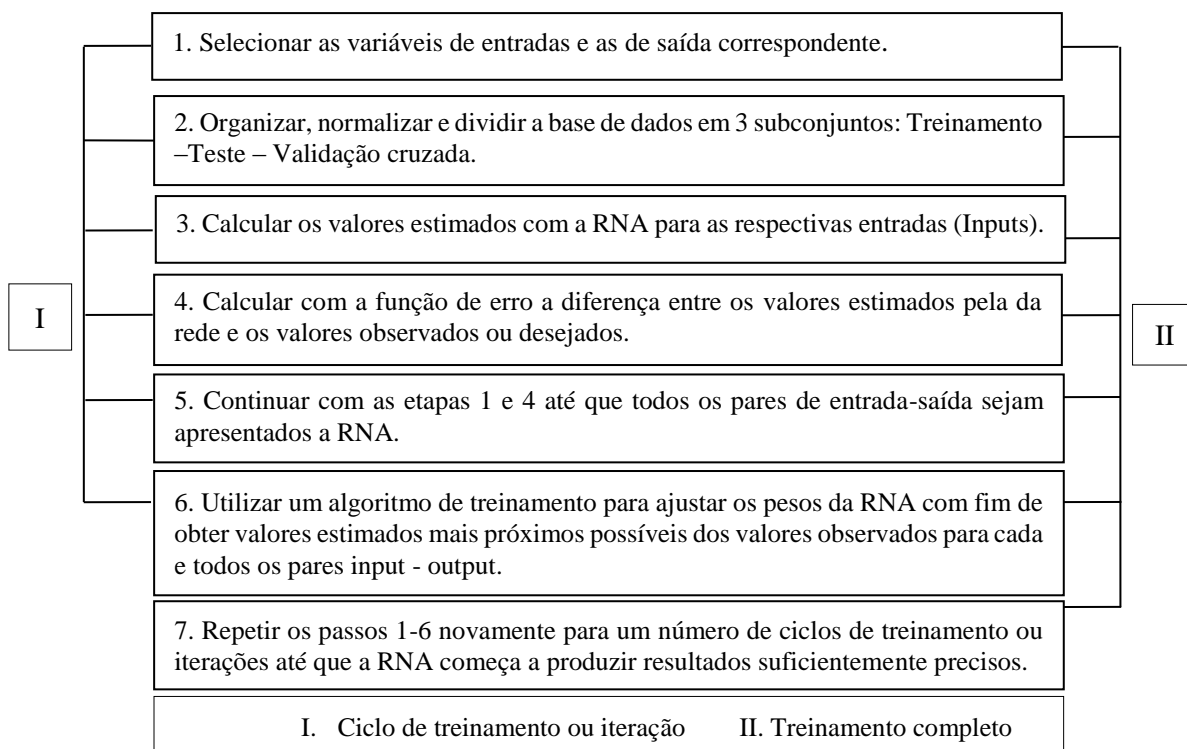 1. Selecionar as variáveis de entradas e as de saída correspondente.
2. Organizar, normalizar e dividir a base de dados em 3 subconjuntos: Treinamento
–Teste – Validação cruzada.
3. Calcular os valores estimados com a RNA para as respectivas entradas (Inputs).
4. Calcular com a função de erro a diferença entre os valores estimados pela da
rede e os valores observados ou desejados.
I
II
5. Continuar com as etapas 1 e 4 até que todos os pares de entrada-saída sejam
apresentados a RNA.
6. Utilizar um algoritmo de treinamento para ajustar os pesos da RNA com fim de
obter valores estimados mais próximos possíveis dos valores observados para cada
e todos os pares input - output.
7. Repetir os passos 1-6 novamente para um número de ciclos de treinamento ou
iterações até que a RNA começa a produzir resultados suficientemente precisos.
I. Ciclo de treinamento ou iteração II. Treinamento completo